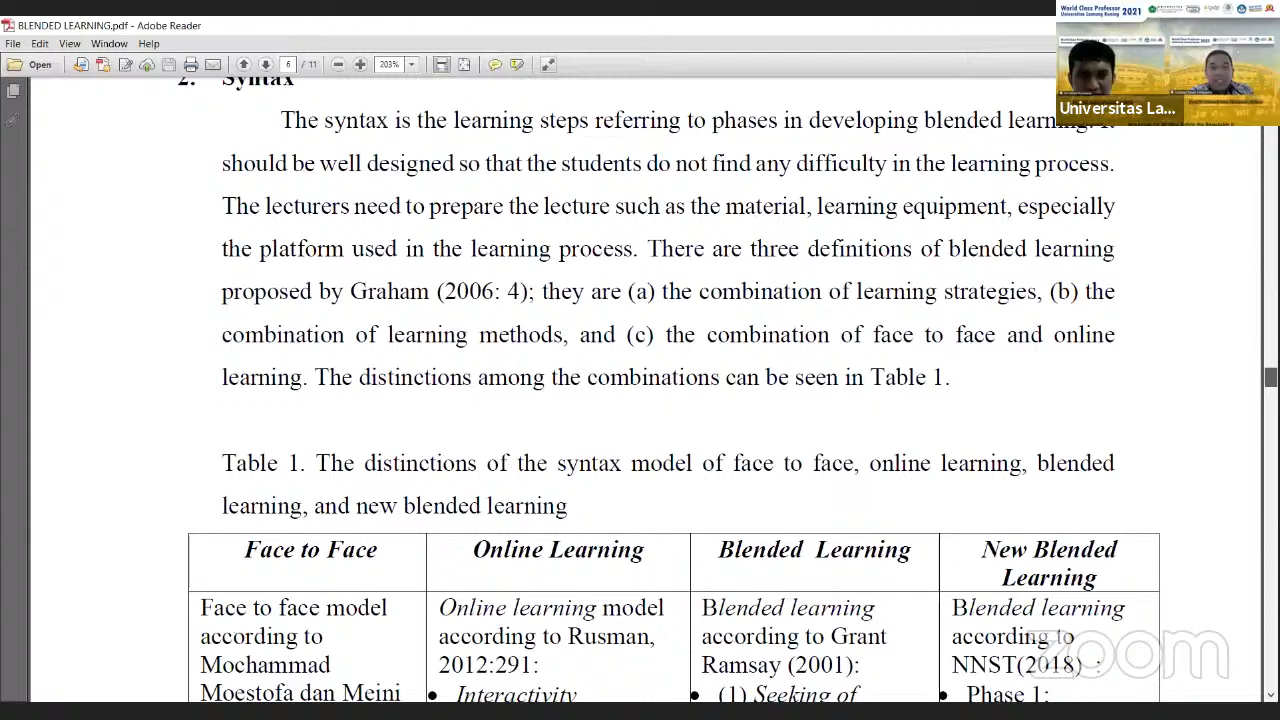 BLENDED LEARNING.pdf - Adobe Reader
File Edit View Window Help
Open 6 / 11 203%
World Class Professor
Universitas Lancang Kuning 2021
Universitas La...
2. Syntax
The syntax is the learning steps referring to phases in developing blended learning. It
should be well designed so that the students do not find any difficulty in the learning process.
The lecturers need to prepare the lecture such as the material, learning equipment, especially
the platform used in the learning process. There are three definitions of blended learning
proposed by Graham (2006: 4); they are (a) the combination of learning strategies, (b) the
combination of learning methods, and (c) the combination of face to face and online
learning. The distinctions among the combinations can be seen in Table 1.
Table 1. The distinctions of the syntax model of face to face, online learning, blended
learning, and new blended learning
Face to Face
Online Learning
Blended Learning
New Blended
Learning
Face to face model
according to
Mochammad
Moestofa dan Meini
Online learning model
according to Rusman,
2012:291:
• Interactivity
Blended learning
according to Grant
Ramsay (2001):
• (1) Seeking of
Blended learning
according to
NNST(2018) :
• Phase 1:
zoom